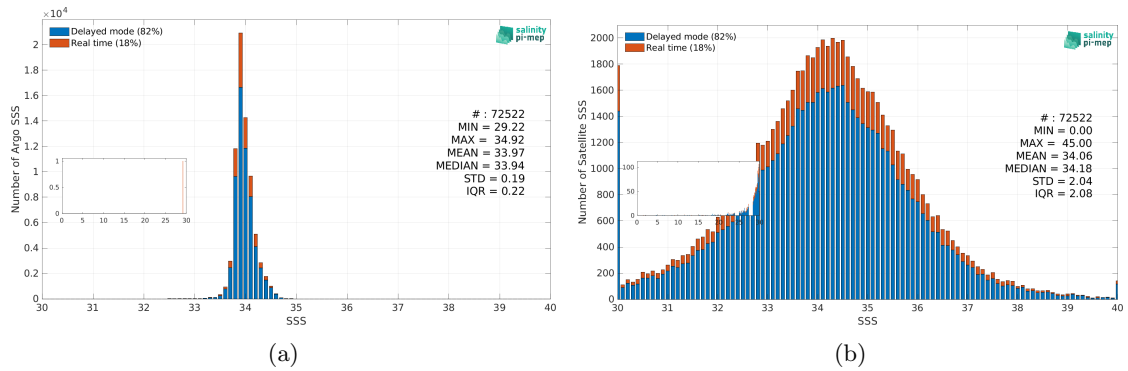 ×10⁴
Delayed mode (82%)
Real time (18%)
salinity
pi-mep
2
1.8
1.6
1.4
1.2
1
0.8
0.6
0.4
0.2
0
Number of Argo SSS
# : 72522
MIN = 29.22
MAX = 34.92
MEAN = 33.97
MEDIAN = 33.94
STD = 0.19
IQR = 0.22
1
0.5
0
0 5 10 15 20 25 30
30 31 32 33 34 35 36 37 38 39 40
SSS
(a)
Delayed mode (82%)
Real time (18%)
salinity
pi-mep
2000
1800
1600
1400
1200
1000
800
600
400
200
0
Number of Satellite SSS
# : 72522
MIN = 0.00
MAX = 45.00
MEAN = 34.06
MEDIAN = 34.18
STD = 2.04
IQR = 2.08
100
50
0
0 5 10 15 20 25 30
30 31 32 33 34 35 36 37 38 39 40
SSS
(b)